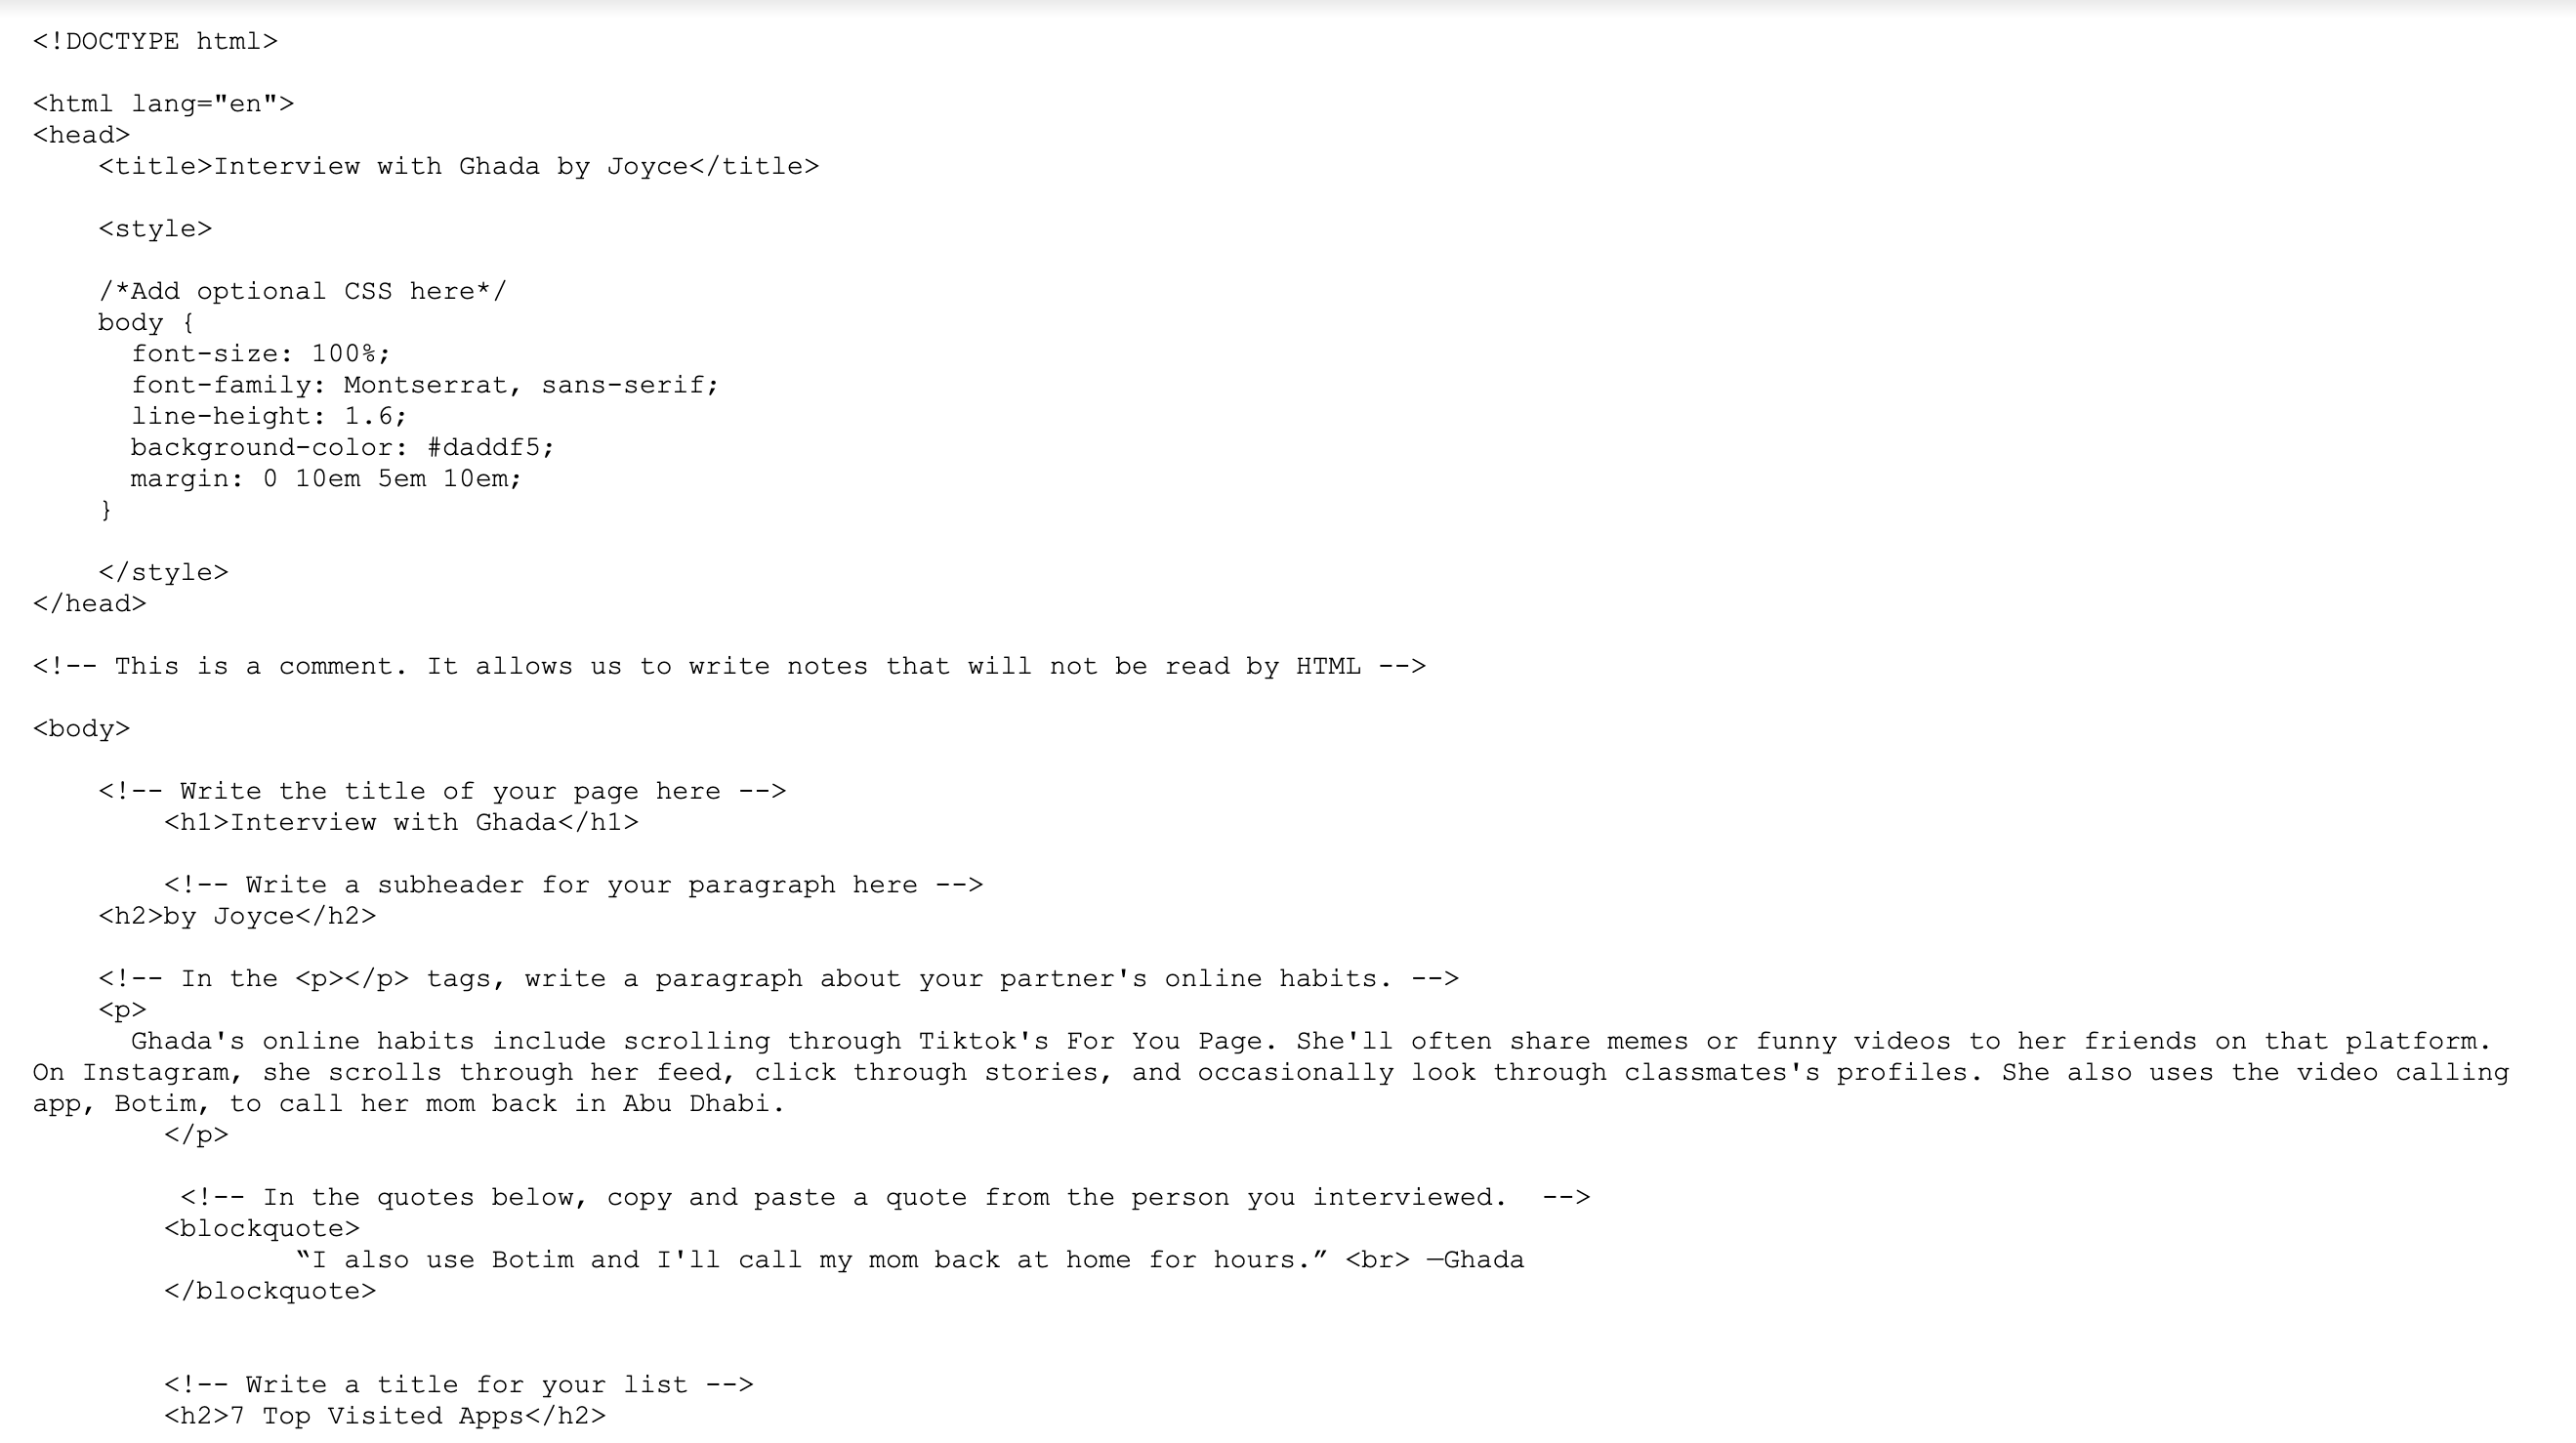 <!DOCTYPE html>
<html lang="en">
<head>
<title>Interview with Ghada by Joyce</title>
<style>
/*Add optional CSS here*/
body {
font-size: 100%;
font-family: Montserrat, sans-serif;
line-height: 1.6;
background-color: #daddf5;
margin: 0 10em 5em 10em;
}
</style>
</head>
<!-- This is a comment. It allows us to write notes that will not be read by HTML -->
<body>
<!-- Write the title of your page here -->
<h1>Interview with Ghada</h1>
<!-- Write a subheader for your paragraph here -->
<h2>by Joyce</h2>
<!-- In the <p></p> tags, write a paragraph about your partner's online habits. -->
<p>
Ghada's online habits include scrolling through Tiktok's For You Page. She'll often share memes or funny videos to her friends on that platform.
On Instagram, she scrolls through her feed, click through stories, and occasionally look through classmates's profiles. She also uses the video calling
app, Botim, to call her mom back in Abu Dhabi.
</p>
<!-- In the quotes below, copy and paste a quote from the person you interviewed.  -->
<blockquote>
“I also use Botim and I'll call my mom back at home for hours.” <br> —Ghada
</blockquote>
<!-- Write a title for your list -->
<h2>7 Top Visited Apps</h2>